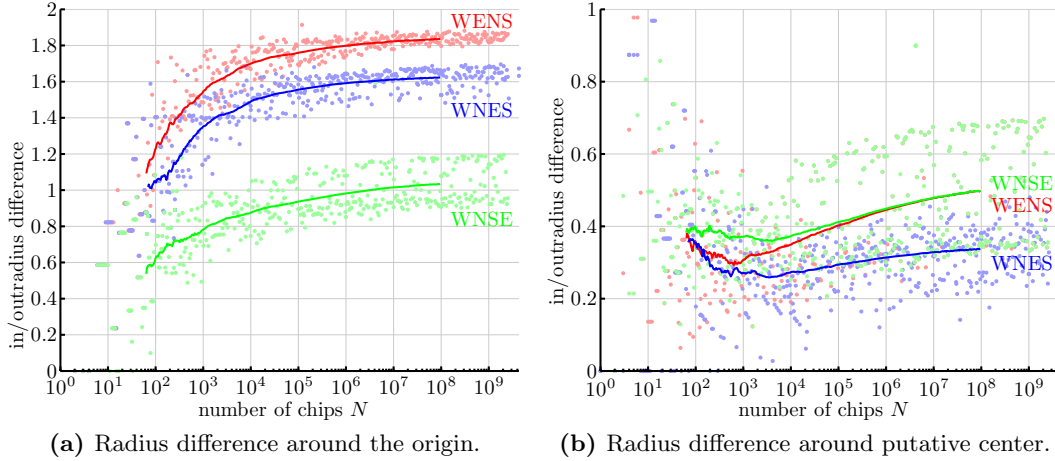 in/outradius difference
2
1.8
1.6
1.4
1.2
1
0.8
0.6
0.4
0.2
0
WENS
WNES
WNSE
10^0 10^1 10^2 10^3 10^4 10^5 10^6 10^7 10^8 10^9
number of chips N
(a) Radius difference around the origin.
in/outradius difference
1
0.8
0.6
0.4
0.2
0
WNSE
WENS
WNES
10^0 10^1 10^2 10^3 10^4 10^5 10^6 10^7 10^8 10^9
number of chips N
(b) Radius difference around putative center.